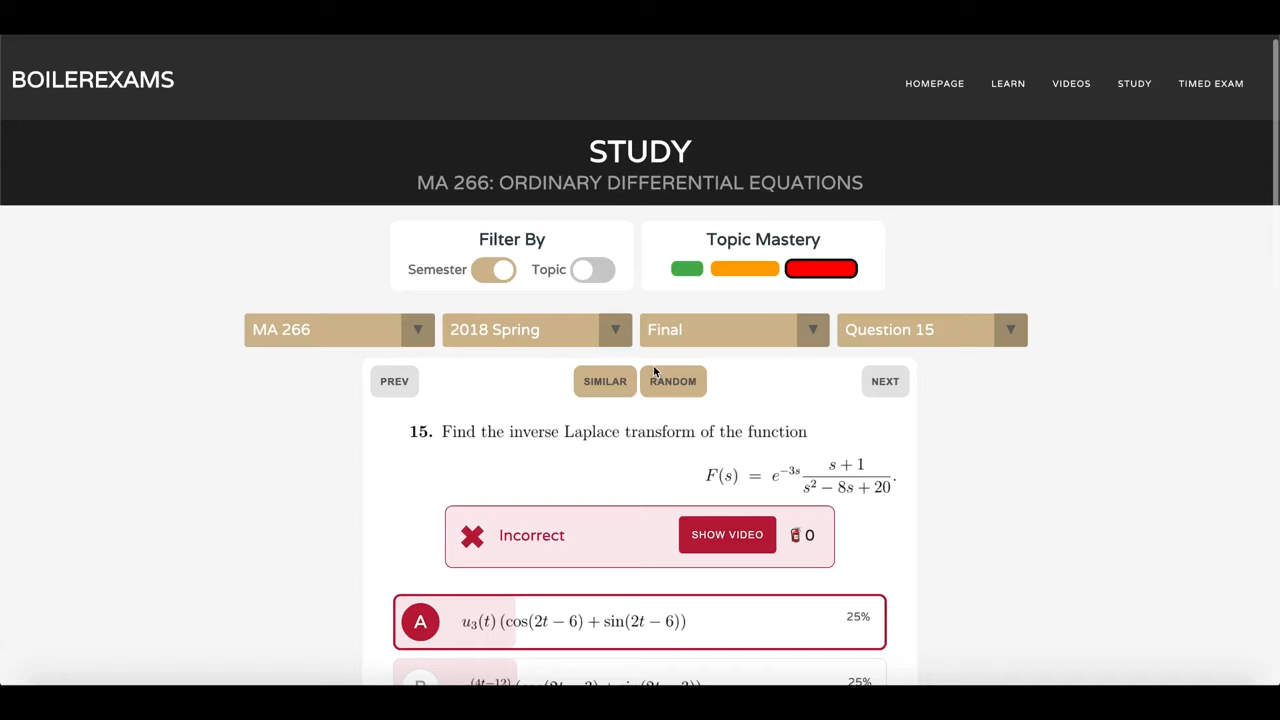 BOILEREXAMS
HOMEPAGE LEARN VIDEOS STUDY TIMED EXAM
STUDY
MA 266: ORDINARY DIFFERENTIAL EQUATIONS
Filter By
Semester Topic
Topic Mastery
MA 266 2018 Spring Final Question 15
PREV SIMILAR RANDOM NEXT
15. Find the inverse Laplace transform of the function
F(s) = e^{-3s} \frac{s + 1}{s^2 − 8s + 20}.
Incorrect SHOW VIDEO 0
A u₃(t) (cos(2t − 6) + sin(2t − 6)) 25%
25%